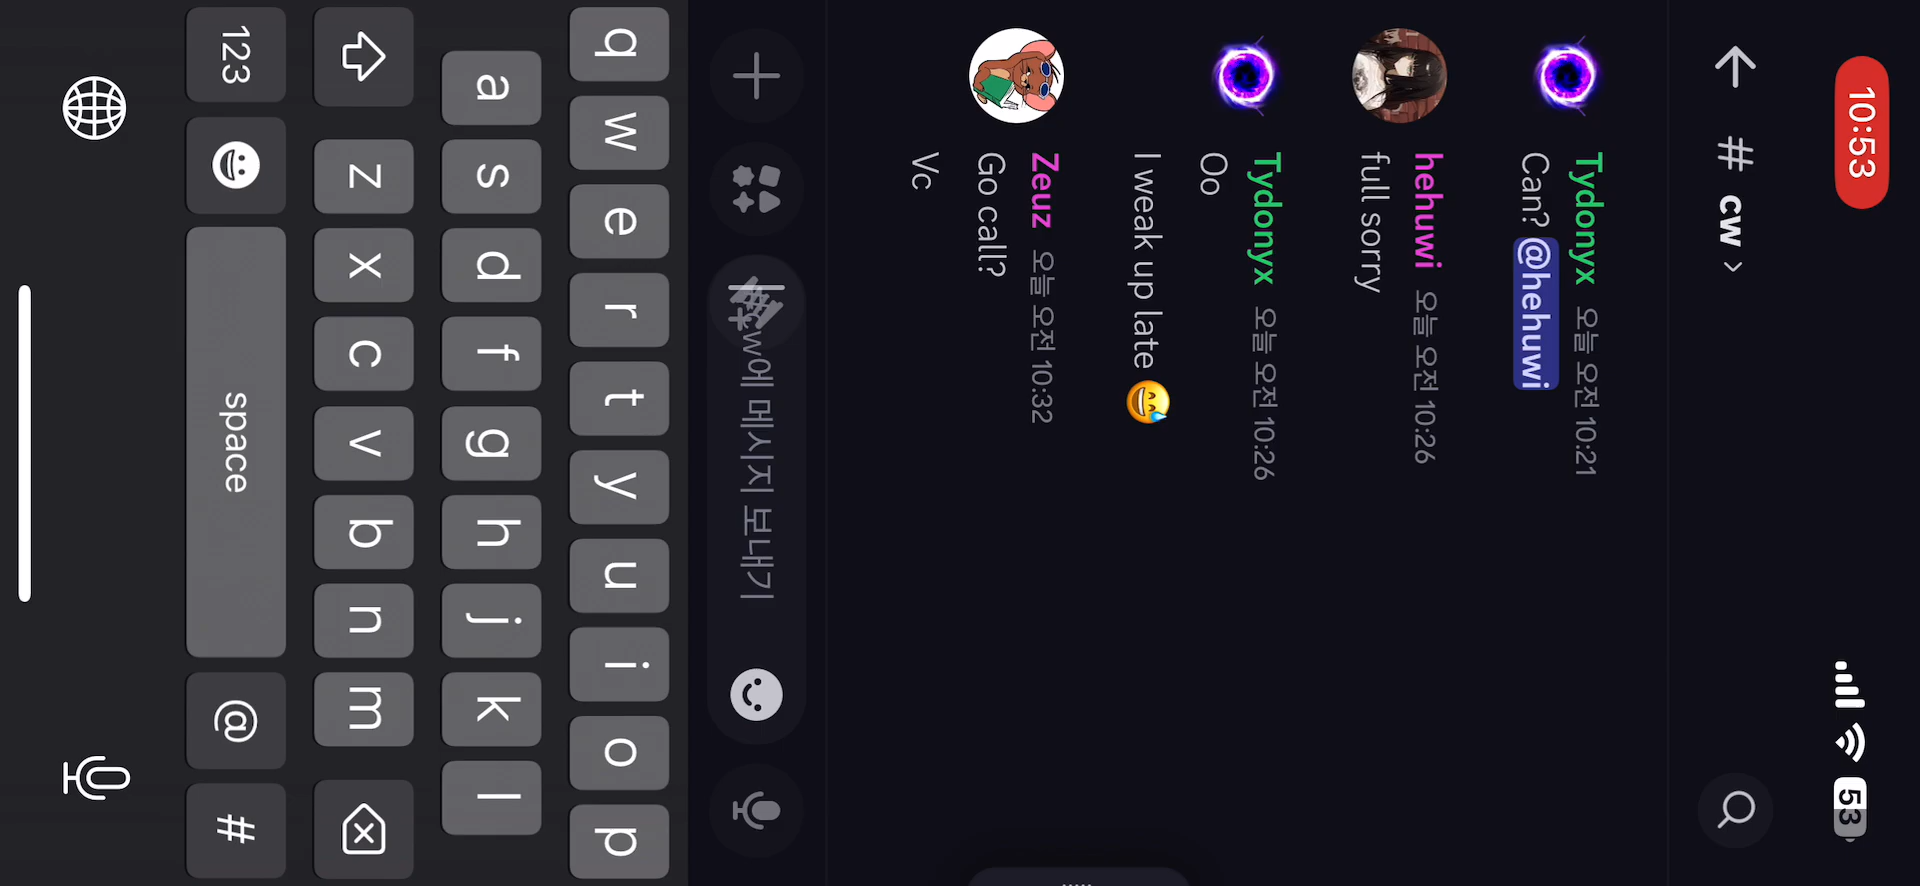 10:53
53
# cw >
Tydonyx 오늘 오전 10:21
Can? @hehuwi
hehuwi 오늘 오전 10:26
full sorry
Tydonyx 오늘 오전 10:26
Oo
I weak up late 😅
Zeuz 오늘 오전 10:32
Go call?
Vc
#cw에 메시지 보내기
q w e r t y u i o p
a s d f g h j k l
z x c v b n m
123 space @ #